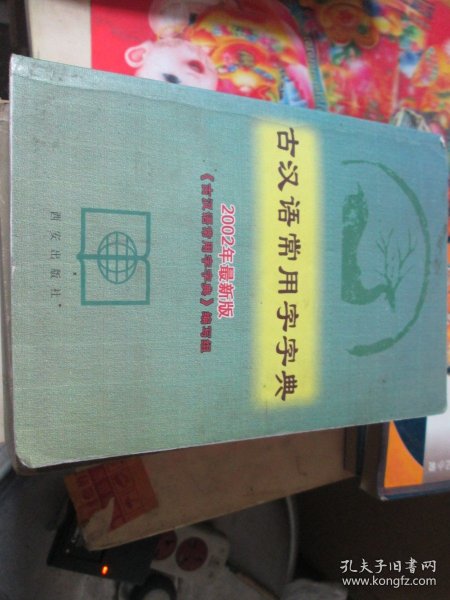 古汉语常用字字典
2002年最新版
《古汉语常用字字典》编写组
西安出版社
孔夫子旧书网
www.kongfz.com